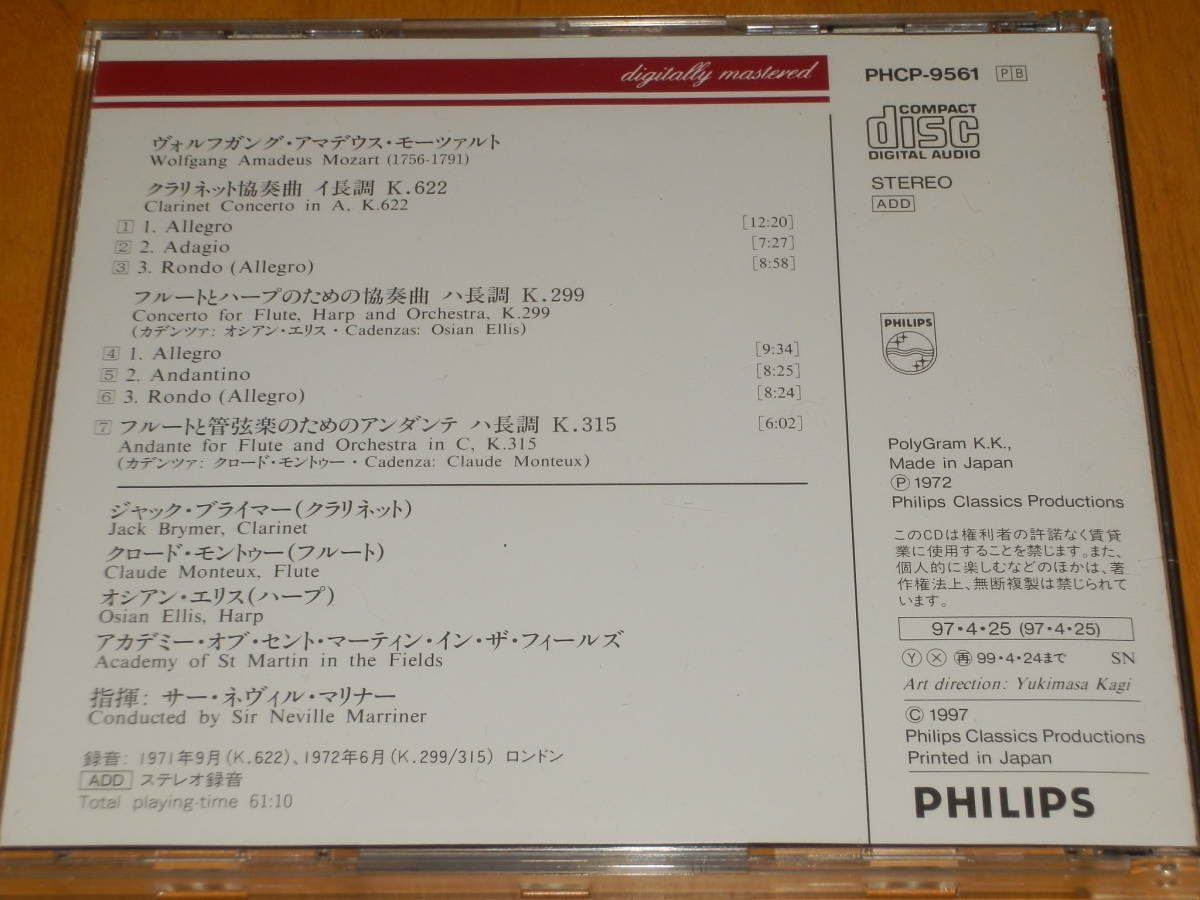 digitally mastered
ヴォルフガング・アマデウス・モーツァルト
Wolfgang Amadeus Mozart (1756-1791)
クラリネット協奏曲 イ長調 K.622
Clarinet Concerto in A, K.622
1 1. Allegro [12:20]
2 2. Adagio [7:27]
3 3. Rondo (Allegro) [8:58]
フルートとハープのための協奏曲 ハ長調 K.299
Concerto for Flute, Harp and Orchestra, K.299
(カデンツァ: オシアン・エリス・Cadenzas: Osian Ellis)
4 1. Allegro [9:34]
5 2. Andantino [8:25]
6 3. Rondo (Allegro) [8:24]
7 フルートと管弦楽のためのアンダンテ ハ長調 K.315 [6:02]
Andante for Flute and Orchestra in C, K.315
(カデンツァ: クロード・モントゥー・Cadenza: Claude Monteux)
ジャック・ブライマー(クラリネット)
Jack Brymer, Clarinet
クロード・モントゥー(フルート)
Claude Monteux, Flute
オシアン・エリス(ハープ)
Osian Ellis, Harp
アカデミー・オブ・セント・マーティン・イン・ザ・フィールズ
Academy of St Martin in the Fields
指揮: サー・ネヴィル・マリナー
Conducted by Sir Neville Marriner
録音: 1971年9月(K.622)、1972年6月(K.299/315) ロンドン
ADD ステレオ録音
Total playing-time 61:10
PHCP-9561 PB
COMPACT
disc
DIGITAL AUDIO
STEREO
ADD
PHILIPS
PolyGram K.K.,
Made in Japan
Ⓟ 1972
Philips Classics Productions
このCDは権利者の許諾なく賃貸
業に使用することを禁じます。また、
個人的に楽しむなどのほかは、著
作権法上、無断複製は禁じられて
います。
97・4・25 (97・4・25)
Ⓨ ⓧ 再 99・4・24まで SN
Art direction: Yukimasa Kagi
© 1997
Philips Classics Productions
Printed in Japan
PHILIPS